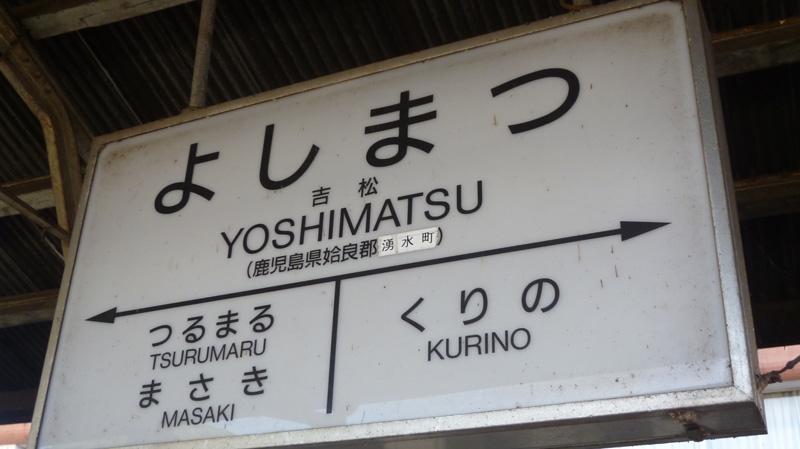 よしまつ
吉松
YOSHIMATSU
(鹿児島県姶良郡湧水町)
つるまる
TSURUMARU
まさき
MASAKI
くりの
KURINO